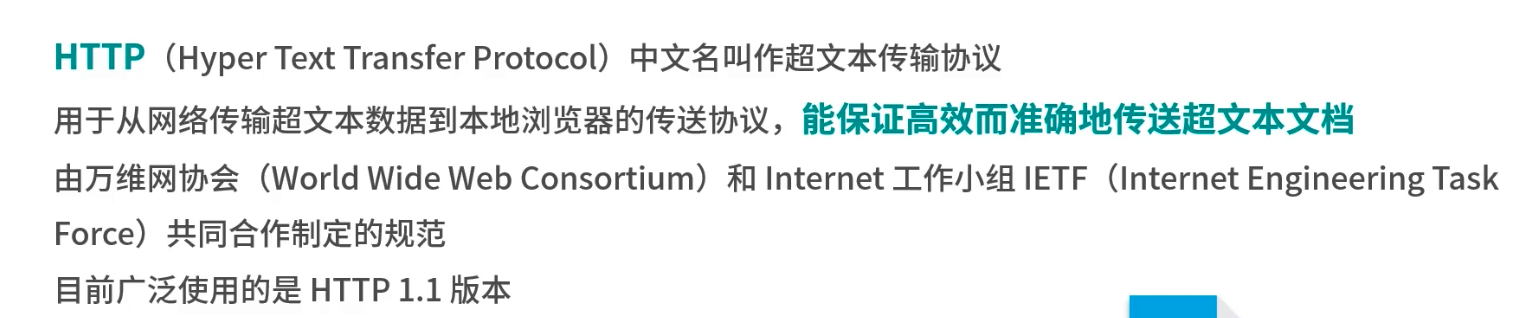 HTTP（Hyper Text Transfer Protocol）中文名叫作超文本传输协议
用于从网络传输超文本数据到本地浏览器的传送协议，能保证高效而准确地传送超文本文档
由万维网协会（World Wide Web Consortium）和 Internet 工作小组 IETF（Internet Engineering Task
Force）共同合作制定的规范
目前广泛使用的是 HTTP 1.1 版本